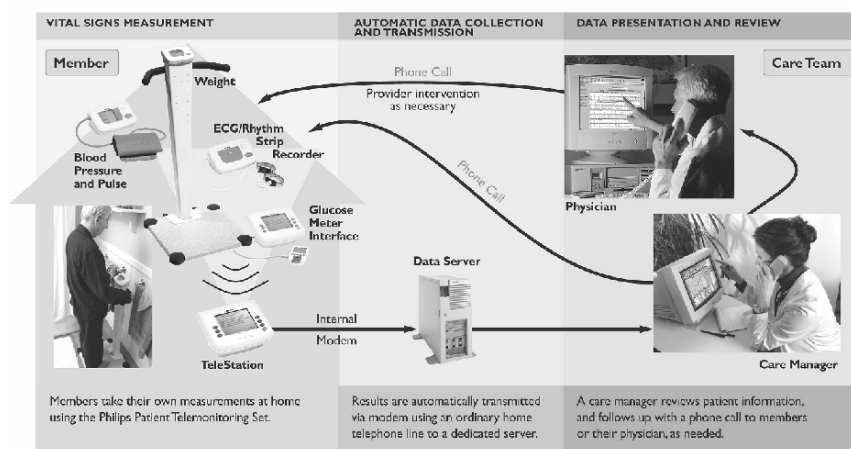 VITAL SIGNS MEASUREMENT
AUTOMATIC DATA COLLECTION
AND TRANSMISSION
DATA PRESENTATION AND REVIEW
Member
Weight
ECG/Rhythm
Strip
Recorder
Blood
Pressure
and Pulse
Glucose
Meter
Interface
TeleStation
Phone Call
Provider intervention
as necessary
Phone Call
Data Server
Internal
Modem
Care Team
Physician
Care Manager
Members take their own measurements at home
using the Philips Patient Telemonitoring Set.
Results are automatically transmitted
via modem using an ordinary home
telephone line to a dedicated server.
A care manager reviews patient information,
and follows up with a phone call to members
or their physician, as needed.